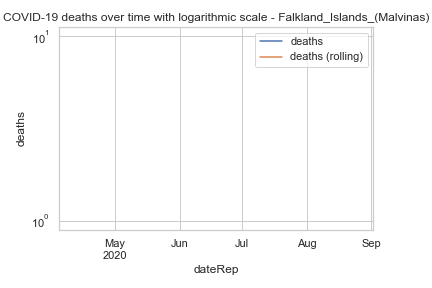 COVID-19 deaths over time with logarithmic scale - Falkland_Islands_(Malvinas)
10¹
deaths
deaths (rolling)
deaths
10⁰
May
2020
Jun
Jul
Aug
Sep
dateRep